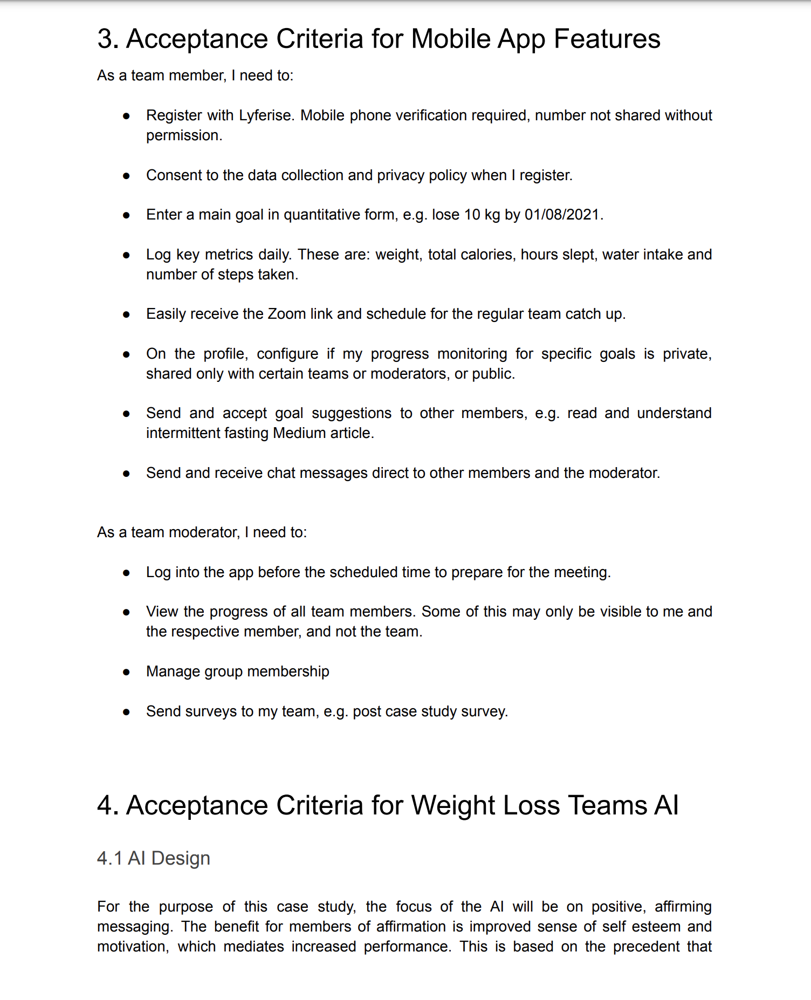 3. Acceptance Criteria for Mobile App Features
As a team member, I need to:
● Register with Lyferise. Mobile phone verification required, number not shared without
permission.
● Consent to the data collection and privacy policy when I register.
● Enter a main goal in quantitative form, e.g. lose 10 kg by 01/08/2021.
● Log key metrics daily. These are: weight, total calories, hours slept, water intake and
number of steps taken.
● Easily receive the Zoom link and schedule for the regular team catch up.
● On the profile, configure if my progress monitoring for specific goals is private,
shared only with certain teams or moderators, or public.
● Send and accept goal suggestions to other members, e.g. read and understand
intermittent fasting Medium article.
● Send and receive chat messages direct to other members and the moderator.
As a team moderator, I need to:
● Log into the app before the scheduled time to prepare for the meeting.
● View the progress of all team members. Some of this may only be visible to me and
the respective member, and not the team.
● Manage group membership
● Send surveys to my team, e.g. post case study survey.
4. Acceptance Criteria for Weight Loss Teams AI
4.1 AI Design
For the purpose of this case study, the focus of the AI will be on positive, affirming
messaging. The benefit for members of affirmation is improved sense of self esteem and
motivation, which mediates increased performance. This is based on the precedent that